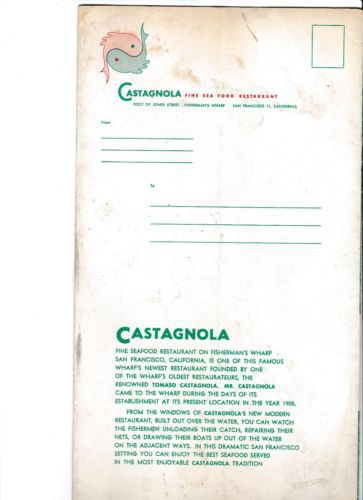 CASTAGNOLA FINE SEA FOOD RESTAURANT
FOOT OF JONES STREET - FISHERMAN'S WHARF SAN FRANCISCO 11, CALIFORNIA
From
To
CASTAGNOLA
FINE SEAFOOD RESTAURANT ON FISHERMAN'S WHARF
SAN FRANCISCO, CALIFORNIA, IS ONE OF THIS FAMOUS
WHARF'S NEWEST RESTAURANT FOUNDED BY ONE
OF THE WHARF'S OLDEST RESTAURATEURS, THE
RENOWNED TOMASO CASTAGNOLA. MR. CASTAGNOLA
CAME TO THE WHARF DURING THE DAYS OF ITS
ESTABLISHMENT AT ITS PRESENT LOCATION IN THE YEAR 1900.
FROM THE WINDOWS OF CASTAGNOLA'S NEW MODERN
RESTAURANT, BUILT OUT OVER THE WATER, YOU CAN WATCH
THE FISHERMEN UNLOADING THEIR CATCH, REPAIRING THEIR
NETS, OR DRAWING THEIR BOATS UP OUT OF THE WATER
ON THE ADJACENT WAYS. IN THIS DRAMATIC SAN FRANCISCO
SETTING YOU CAN ENJOY THE BEST SEAFOOD SERVED
IN THE MOST ENJOYABLE CASTAGNOLA TRADITION